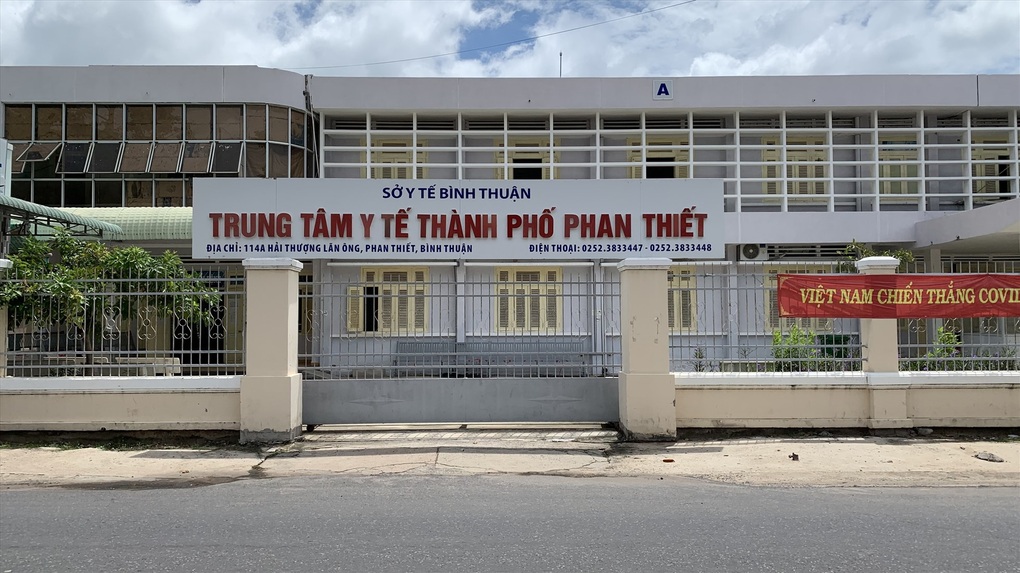 A
SỞ Y TẾ BÌNH THUẬN
TRUNG TÂM Y TẾ THÀNH PHỐ PHAN THIẾT
ĐỊA CHỈ: 114A HẢI THƯỢNG LÃN ÔNG, PHAN THIẾT, BÌNH THUẬN ĐIỆN THOẠI: 0252.3833447 - 0252.3833448
VIỆT NAM CHIẾN THẮNG COVID